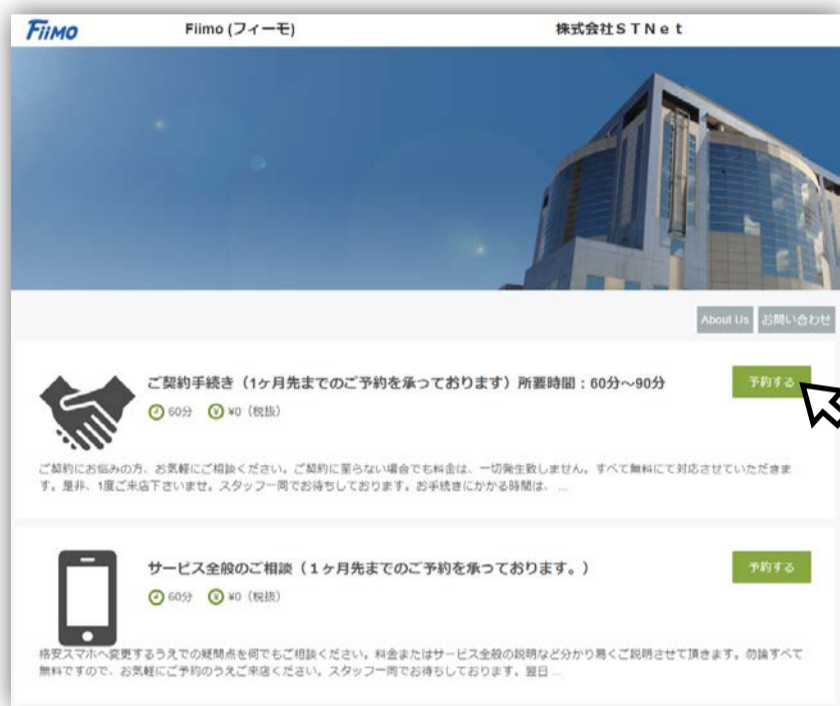 Fiimo
Fiimo (フィーモ)
株式会社STNet
About Us
お問い合わせ
ご契約手続き（1ヶ月先までのご予約を承っております）所要時間：60分～90分
予約する
60分 ¥0（税抜）
ご契約にお悩みの方、お気軽にご相談ください。ご契約に至らない場合でも料金は、一切発生致しません。すべて無料にて対応させていただきま
す。是非、1度ご来店下さいませ。スタッフ一同でお待ちしております。お手続きにかかる時間は、 ...
サービス全般のご相談（１ヶ月先までのご予約を承っております。）
予約する
60分 ¥0（税抜）
格安スマホへ変更するうえでの疑問点を何でもご相談ください。料金またはサービス全般の説明など分かり易くご説明させて頂きます。勿論すべて
無料ですので、お気軽にご予約のうえご来店ください。スタッフ一同でお待ちしております。翌日 ...